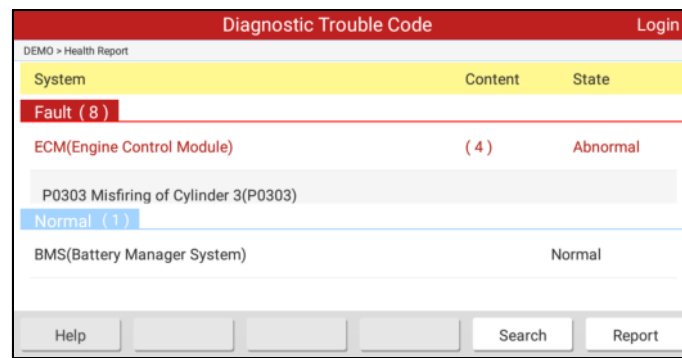 Diagnostic Trouble Code Login
DEMO > Health Report
System Content State
Fault ( 8 )
ECM(Engine Control Module) ( 4 ) Abnormal
P0303 Misfiring of Cylinder 3(P0303)
Normal ( 1 )
BMS(Battery Manager System) Normal
Help Search Report